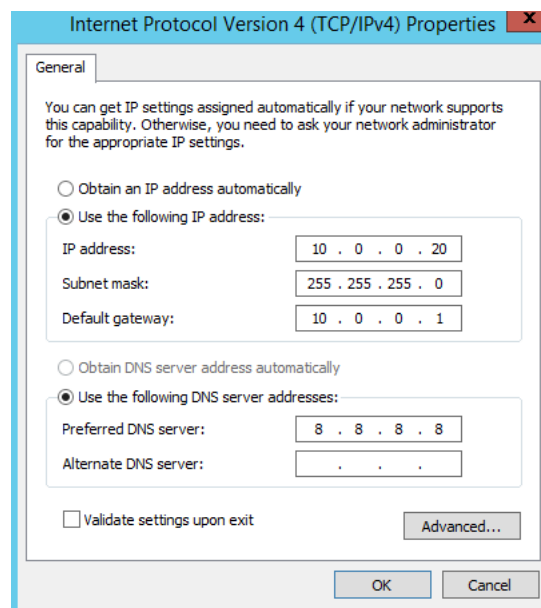 Internet Protocol Version 4 (TCP/IPv4) Properties
x
General
You can get IP settings assigned automatically if your network supports
this capability. Otherwise, you need to ask your network administrator
for the appropriate IP settings.
Obtain an IP address automatically
Use the following IP address:
IP address: 10 . 0 . 0 . 20
Subnet mask: 255 . 255 . 255 . 0
Default gateway: 10 . 0 . 0 . 1
Obtain DNS server address automatically
Use the following DNS server addresses:
Preferred DNS server: 8 . 8 . 8 . 8
Alternate DNS server: . . .
Validate settings upon exit
Advanced...
OK Cancel